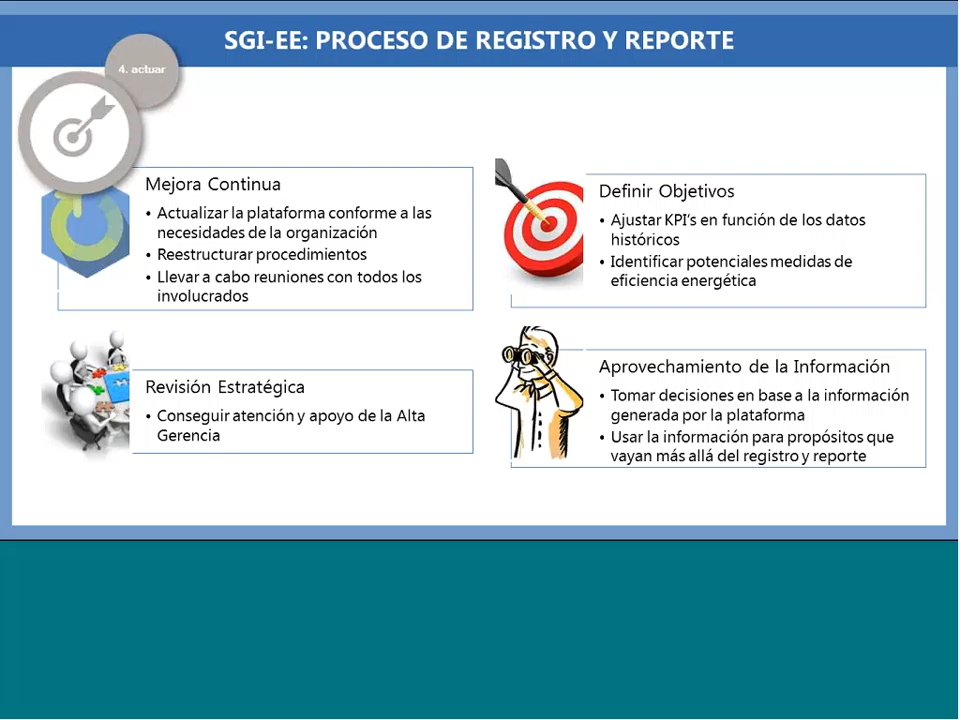 SGI-EE: PROCESO DE REGISTRO Y REPORTE
4. actuar
Mejora Continua
• Actualizar la plataforma conforme a las
necesidades de la organización
• Reestructurar procedimientos
• Llevar a cabo reuniones con todos los
involucrados
Definir Objetivos
• Ajustar KPI's en función de los datos
históricos
• Identificar potenciales medidas de
eficiencia energética
Revisión Estratégica
• Conseguir atención y apoyo de la Alta
Gerencia
Aprovechamiento de la Información
• Tomar decisiones en base a la información
generada por la plataforma
• Usar la información para propósitos que
vayan más allá del registro y reporte